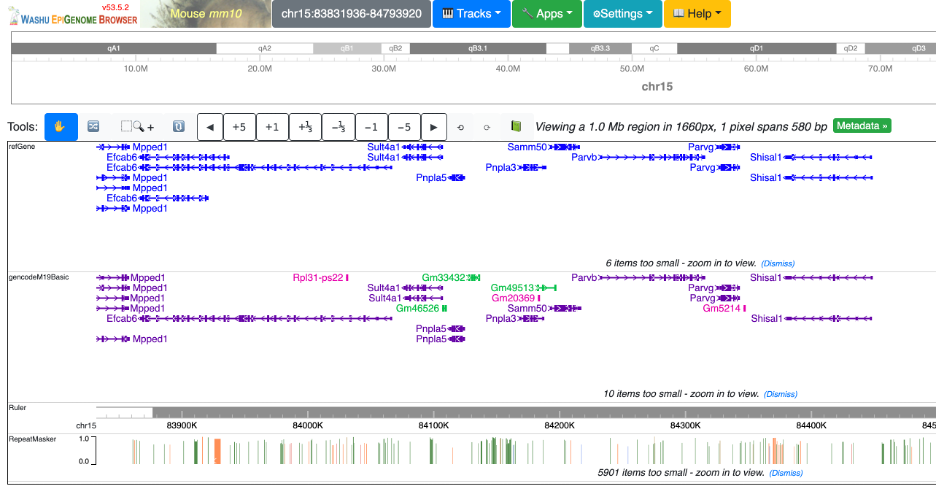 v53.5.2
WASHU EPIGENOME BROWSER
Mouse mm10
chr15:83831936-84793920
Tracks
Apps
Settings
Help
qA1 qA2 qB1 qB2 qB3.1 qB3.3 qC qD1 qD2 qD3
10.0M 20.0M 30.0M 40.0M 50.0M 60.0M 70.0M
chr15
Tools: + ◀ +5 +1 +⅓ −⅓ −1 −5 ▶ Viewing a 1.0 Mb region in 1660px, 1 pixel spans 580 bp Metadata »
refGene
Mpped1 Sult4a1 Samm50 Parvg
Efcab6 Sult4a1 Parvb Shisal1
Efcab6 Pnpla3 Parvg
Mpped1 Pnpla5 Shisal1
Mpped1
Efcab6
Mpped1
6 items too small - zoom in to view. (Dismiss)
gencodeM19Basic
Mpped1 Rpl31-ps22 Gm33432 Parvb Shisal1
Mpped1 Sult4a1 Gm49513 Parvg
Mpped1 Sult4a1 Gm20369 Parvg
Mpped1 Gm46526 Samm50 Gm5214
Efcab6 Pnpla3 Shisal1
Pnpla5
Mpped1 Pnpla5
10 items too small - zoom in to view. (Dismiss)
Ruler
chr15 83900K 84000K 84100K 84200K 84300K 84400K
RepeatMasker 1.0
0.0
5901 items too small - zoom in to view. (Dismiss)